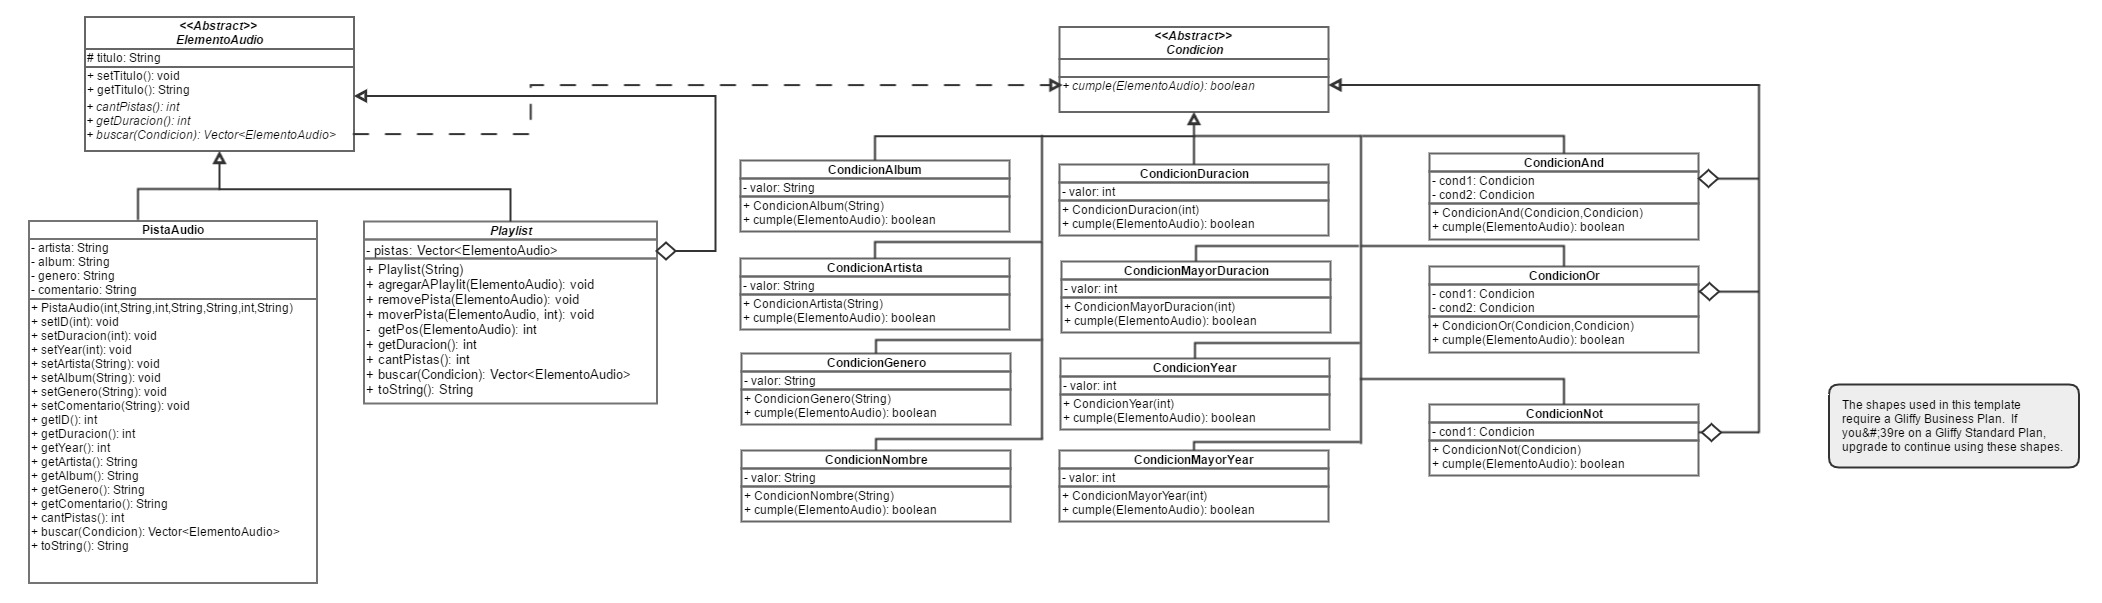 <<Abstract>>
ElementoAudio
# titulo: String
+ setTitulo(): void
+ getTitulo(): String
+ cantPistas(): int
+ getDuracion(): int
+ buscar(Condicion): Vector<ElementoAudio>
PistaAudio
- artista: String
- album: String
- genero: String
- comentario: String
+ PistaAudio(int,String,int,String,String,int,String)
+ setID(int): void
+ setDuracion(int): void
+ setYear(int): void
+ setArtista(String): void
+ setAlbum(String): void
+ setGenero(String): void
+ setComentario(String): void
+ getID(): int
+ getDuracion(): int
+ getYear(): int
+ getArtista(): String
+ getAlbum(): String
+ getGenero(): String
+ getComentario(): String
+ cantPistas(): int
+ buscar(Condicion): Vector<ElementoAudio>
+ toString(): String
Playlist
- pistas: Vector<ElementoAudio>
+ Playlist(String)
+ agregarAPlaylit(ElementoAudio): void
+ removePista(ElementoAudio): void
+ moverPista(ElementoAudio, int): void
- getPos(ElementoAudio): int
+ getDuracion(): int
+ cantPistas(): int
+ buscar(Condicion): Vector<ElementoAudio>
+ toString(): String
<<Abstract>>
Condicion
+ cumple(ElementoAudio): boolean
CondicionAlbum
- valor: String
+ CondicionAlbum(String)
+ cumple(ElementoAudio): boolean
CondicionArtista
- valor: String
+ CondicionArtista(String)
+ cumple(ElementoAudio): boolean
CondicionGenero
- valor: String
+ CondicionGenero(String)
+ cumple(ElementoAudio): boolean
CondicionNombre
- valor: String
+ CondicionNombre(String)
+ cumple(ElementoAudio): boolean
CondicionDuracion
- valor: int
+ CondicionDuracion(int)
+ cumple(ElementoAudio): boolean
CondicionMayorDuracion
- valor: int
+ CondicionMayorDuracion(int)
+ cumple(ElementoAudio): boolean
CondicionYear
- valor: int
+ CondicionYear(int)
+ cumple(ElementoAudio): boolean
CondicionMayorYear
- valor: int
+ CondicionMayorYear(int)
+ cumple(ElementoAudio): boolean
CondicionAnd
- cond1: Condicion
- cond2: Condicion
+ CondicionAnd(Condicion,Condicion)
+ cumple(ElementoAudio): boolean
CondicionOr
- cond1: Condicion
- cond2: Condicion
+ CondicionOr(Condicion,Condicion)
+ cumple(ElementoAudio): boolean
CondicionNot
- cond1: Condicion
+ CondicionNot(Condicion)
+ cumple(ElementoAudio): boolean
The shapes used in this template
require a Gliffy Business Plan. If
you&#;39re on a Gliffy Standard Plan,
upgrade to continue using these shapes.